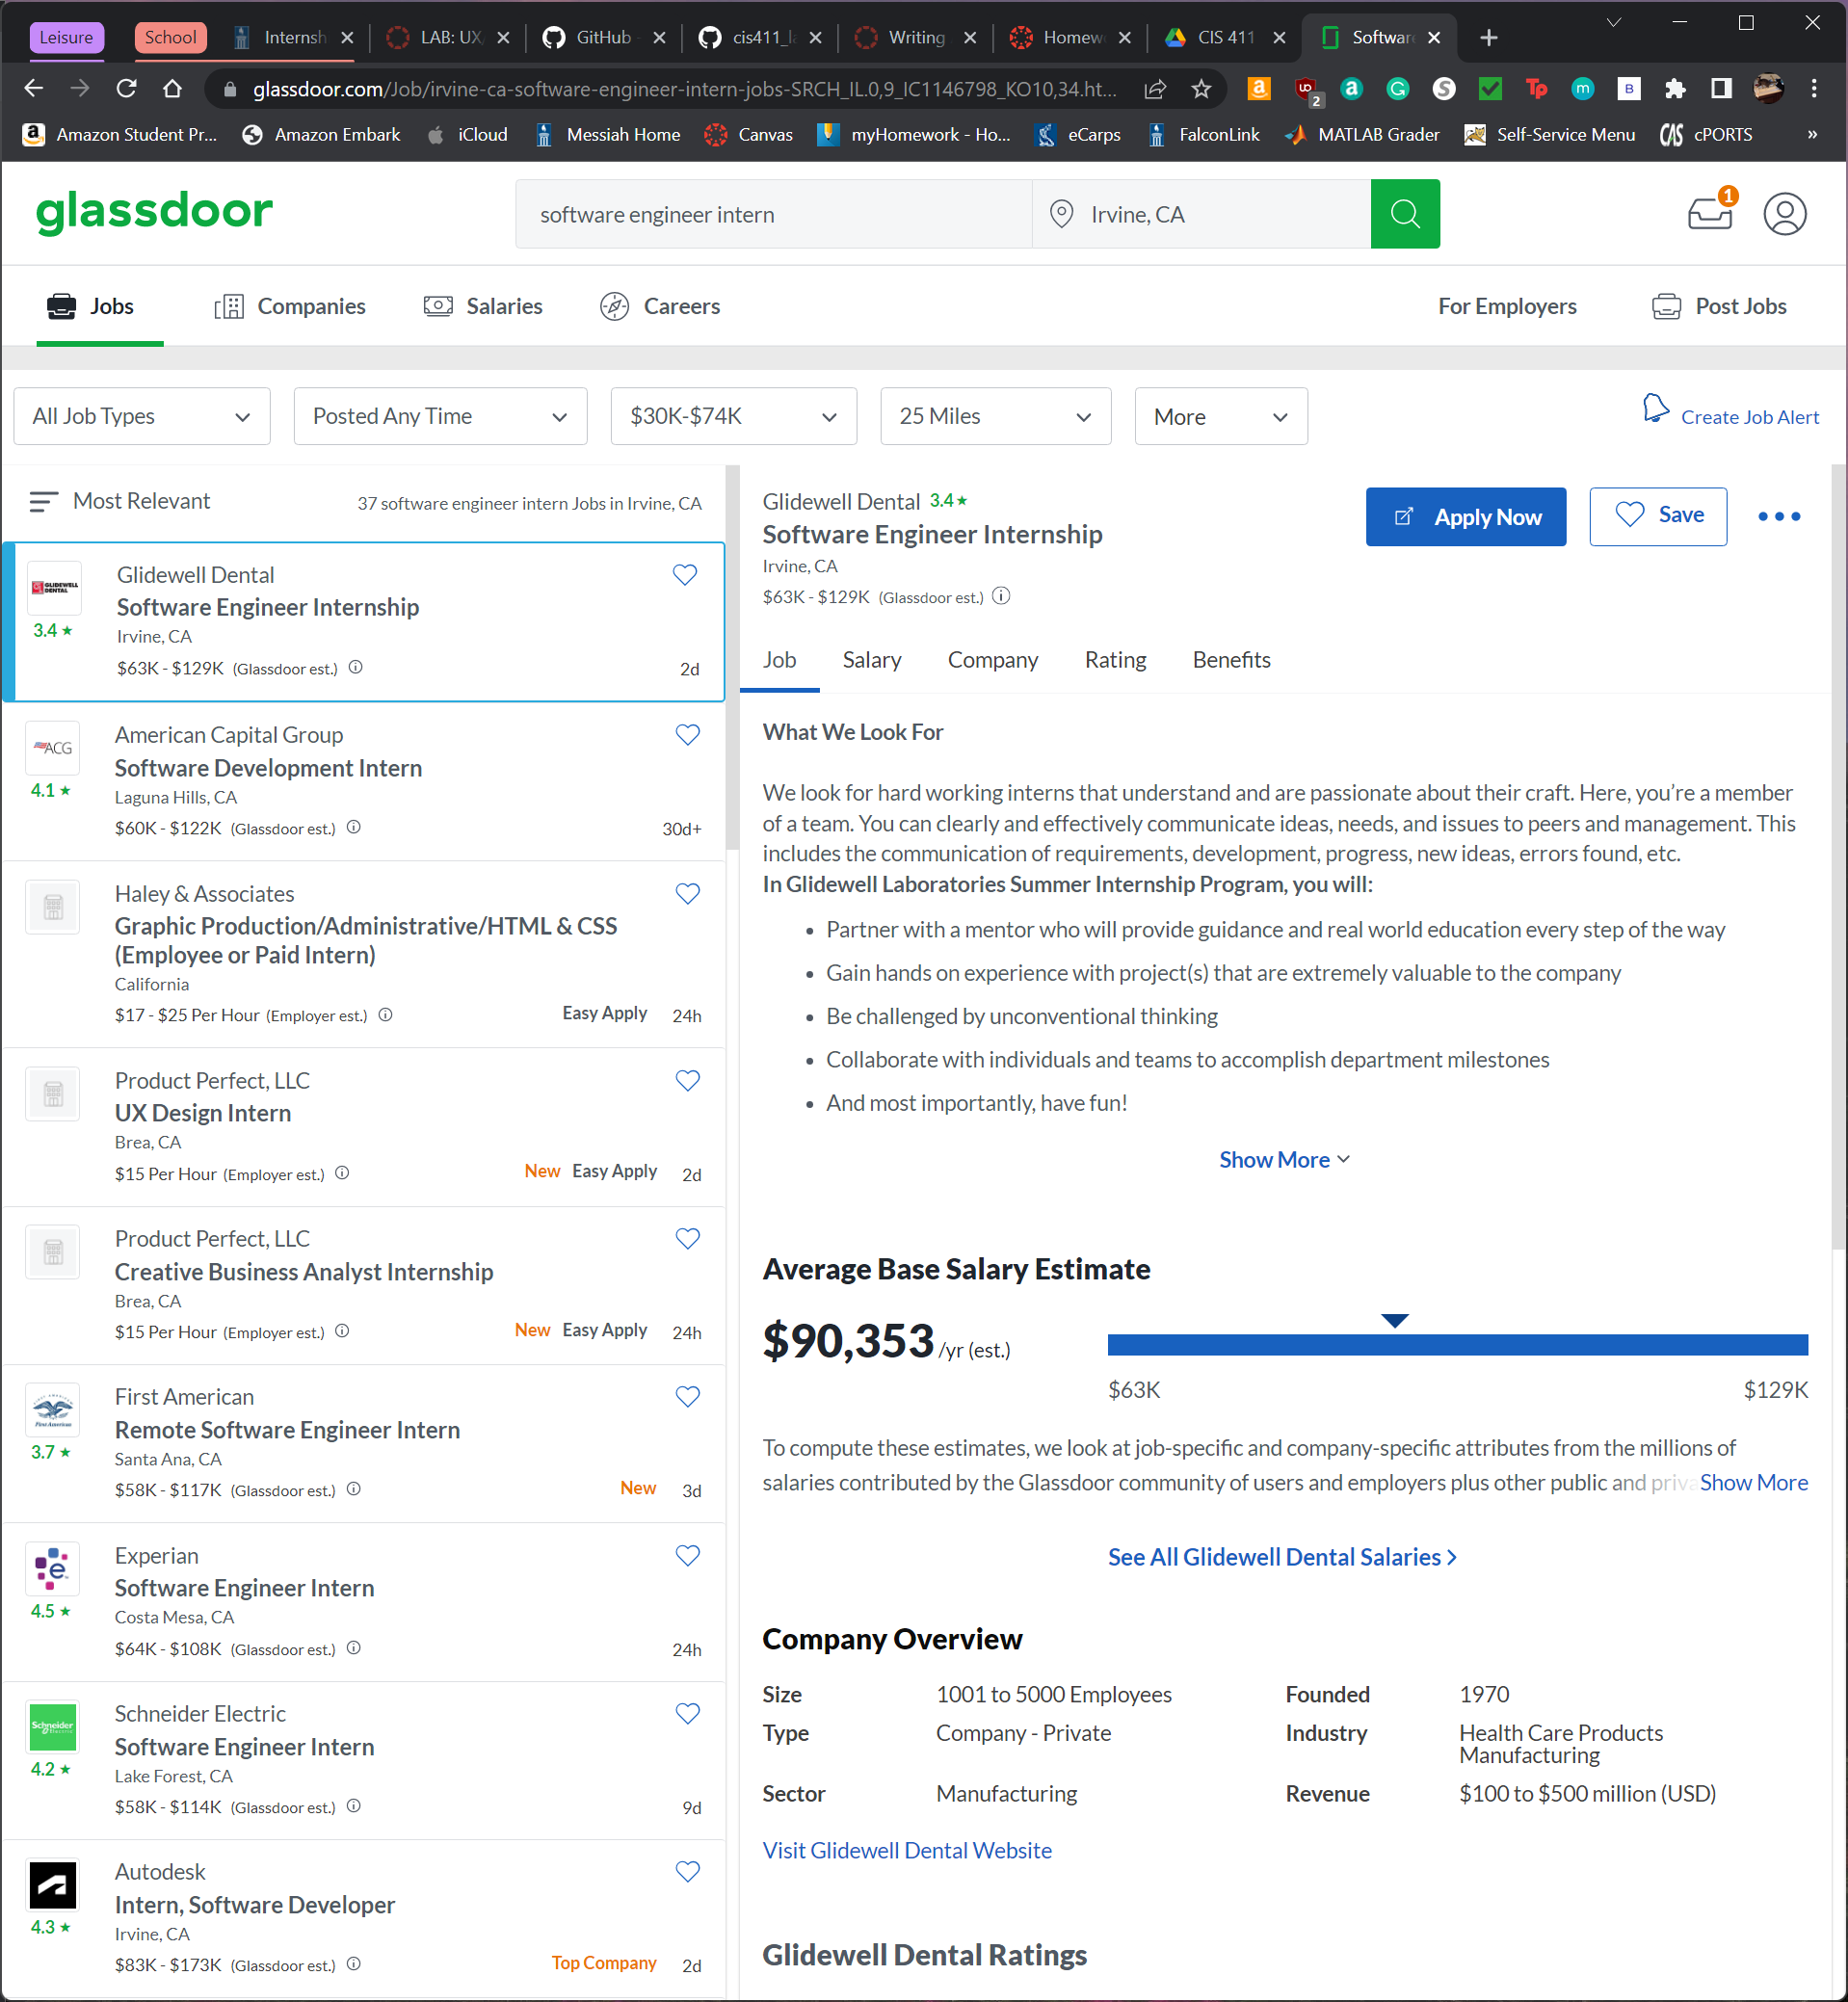 Leisure
School
Internsh
LAB: UX
GitHub
cis411_l
Writing
Homew
CIS 411
Softwar
glassdoor.com/Job/irvine-ca-software-engineer-intern-jobs-SRCH_IL.0,9_IC1146798_KO10,34.ht...
2
Amazon Student Pr...
Amazon Embark
iCloud
Messiah Home
Canvas
myHomework - Ho...
eCarps
FalconLink
MATLAB Grader
Self-Service Menu
cPORTS
»
glassdoor
software engineer intern
Irvine, CA
1
Jobs
Companies
Salaries
Careers
For Employers
Post Jobs
All Job Types
Posted Any Time
$30K-$74K
25 Miles
More
Create Job Alert
Most Relevant
37 software engineer intern Jobs in Irvine, CA
GLIDEWELL
DENTAL
3.4 ★
Glidewell Dental
Software Engineer Internship
Irvine, CA
$63K - $129K (Glassdoor est.)
2d
ACG
4.1 ★
American Capital Group
Software Development Intern
Laguna Hills, CA
$60K - $122K (Glassdoor est.)
30d+
Haley & Associates
Graphic Production/Administrative/HTML & CSS
(Employee or Paid Intern)
California
$17 - $25 Per Hour (Employer est.)
Easy Apply 24h
Product Perfect, LLC
UX Design Intern
Brea, CA
$15 Per Hour (Employer est.)
New Easy Apply 2d
Product Perfect, LLC
Creative Business Analyst Internship
Brea, CA
$15 Per Hour (Employer est.)
New Easy Apply 24h
First American
3.7 ★
First American
Remote Software Engineer Intern
Santa Ana, CA
$58K - $117K (Glassdoor est.)
New 3d
4.5 ★
Experian
Software Engineer Intern
Costa Mesa, CA
$64K - $108K (Glassdoor est.)
24h
Schneider
Electric
4.2 ★
Schneider Electric
Software Engineer Intern
Lake Forest, CA
$58K - $114K (Glassdoor est.)
9d
4.3 ★
Autodesk
Intern, Software Developer
Irvine, CA
$83K - $173K (Glassdoor est.)
Top Company 2d
Glidewell Dental 3.4 ★
Software Engineer Internship
Irvine, CA
$63K - $129K (Glassdoor est.)
Apply Now
Save
Job
Salary
Company
Rating
Benefits
What We Look For
We look for hard working interns that understand and are passionate about their craft. Here, you’re a member
of a team. You can clearly and effectively communicate ideas, needs, and issues to peers and management. This
includes the communication of requirements, development, progress, new ideas, errors found, etc.
In Glidewell Laboratories Summer Internship Program, you will:
• Partner with a mentor who will provide guidance and real world education every step of the way
• Gain hands on experience with project(s) that are extremely valuable to the company
• Be challenged by unconventional thinking
• Collaborate with individuals and teams to accomplish department milestones
• And most importantly, have fun!
Show More
Average Base Salary Estimate
$90,353 /yr (est.)
$63K
$129K
To compute these estimates, we look at job-specific and company-specific attributes from the millions of
salaries contributed by the Glassdoor community of users and employers plus other public and priva Show More
See All Glidewell Dental Salaries
Company Overview
Size 1001 to 5000 Employees
Founded 1970
Type Company - Private
Industry Health Care Products
Manufacturing
Sector Manufacturing
Revenue $100 to $500 million (USD)
Visit Glidewell Dental Website
Glidewell Dental Ratings